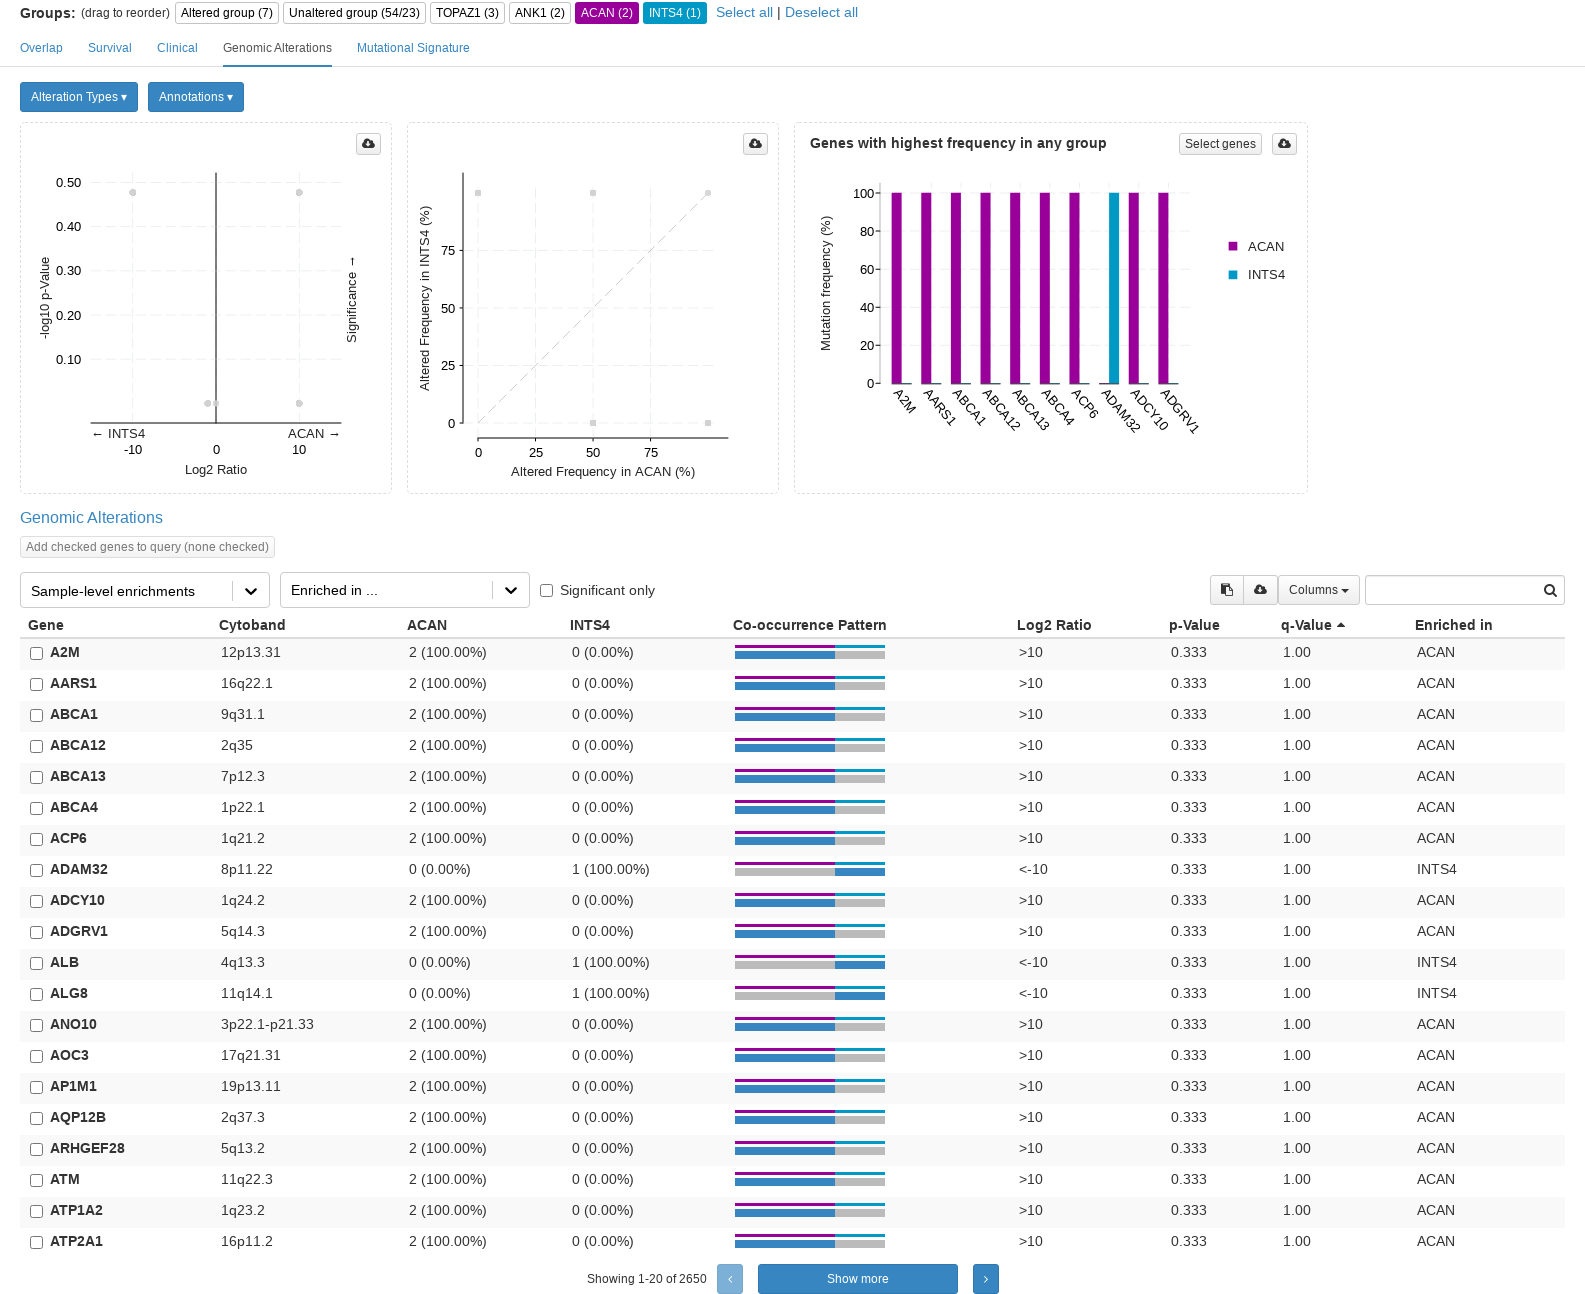 Groups: (drag to reorder) Altered group (7) Unaltered group (54/23) TOPAZ1 (3) ANK1 (2) ACAN (2) INTS4 (1) Select all | Deselect all
Overlap Survival Clinical Genomic Alterations Mutational Signature
Alteration Types ▾ Annotations ▾
0.50
0.40
0.30
0.20
0.10
-log10 p-Value
Significance →
← INTS4 ACAN →
-10 0 10
Log2 Ratio
75
50
25
0
Altered Frequency in INTS4 (%)
0 25 50 75
Altered Frequency in ACAN (%)
Genes with highest frequency in any group Select genes
100
80
60
40
20
0
Mutation frequency (%)
A2M AARS1 ABCA1 ABCA12 ABCA13 ABCA4 ACP6 ADAM32 ADCY10 ADGRV1
ACAN
INTS4
Genomic Alterations
Add checked genes to query (none checked)
Sample-level enrichments Enriched in ... Significant only Columns
Gene Cytoband ACAN INTS4 Co-occurrence Pattern Log2 Ratio p-Value q-Value Enriched in
A2M 12p13.31 2 (100.00%) 0 (0.00%) >10 0.333 1.00 ACAN
AARS1 16q22.1 2 (100.00%) 0 (0.00%) >10 0.333 1.00 ACAN
ABCA1 9q31.1 2 (100.00%) 0 (0.00%) >10 0.333 1.00 ACAN
ABCA12 2q35 2 (100.00%) 0 (0.00%) >10 0.333 1.00 ACAN
ABCA13 7p12.3 2 (100.00%) 0 (0.00%) >10 0.333 1.00 ACAN
ABCA4 1p22.1 2 (100.00%) 0 (0.00%) >10 0.333 1.00 ACAN
ACP6 1q21.2 2 (100.00%) 0 (0.00%) >10 0.333 1.00 ACAN
ADAM32 8p11.22 0 (0.00%) 1 (100.00%) <-10 0.333 1.00 INTS4
ADCY10 1q24.2 2 (100.00%) 0 (0.00%) >10 0.333 1.00 ACAN
ADGRV1 5q14.3 2 (100.00%) 0 (0.00%) >10 0.333 1.00 ACAN
ALB 4q13.3 0 (0.00%) 1 (100.00%) <-10 0.333 1.00 INTS4
ALG8 11q14.1 0 (0.00%) 1 (100.00%) <-10 0.333 1.00 INTS4
ANO10 3p22.1-p21.33 2 (100.00%) 0 (0.00%) >10 0.333 1.00 ACAN
AOC3 17q21.31 2 (100.00%) 0 (0.00%) >10 0.333 1.00 ACAN
AP1M1 19p13.11 2 (100.00%) 0 (0.00%) >10 0.333 1.00 ACAN
AQP12B 2q37.3 2 (100.00%) 0 (0.00%) >10 0.333 1.00 ACAN
ARHGEF28 5q13.2 2 (100.00%) 0 (0.00%) >10 0.333 1.00 ACAN
ATM 11q22.3 2 (100.00%) 0 (0.00%) >10 0.333 1.00 ACAN
ATP1A2 1q23.2 2 (100.00%) 0 (0.00%) >10 0.333 1.00 ACAN
ATP2A1 16p11.2 2 (100.00%) 0 (0.00%) >10 0.333 1.00 ACAN
Showing 1-20 of 2650 ‹ Show more ›